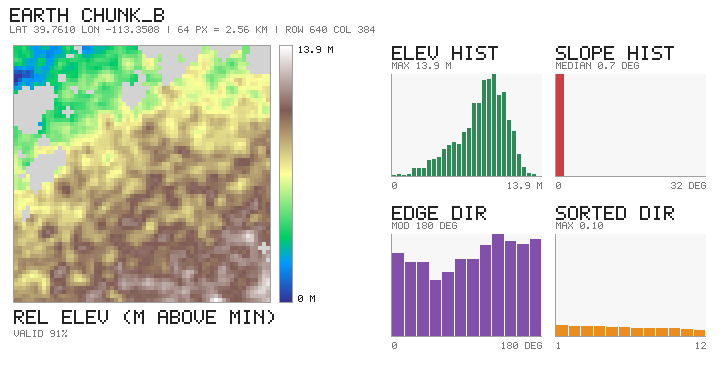 EARTH CHUNK_B
LAT 39.7610 LON -113.3508 | 64 PX = 2.56 KM | ROW 640 COL 384
13.9 M
0 M
REL ELEV (M ABOVE MIN)
VALID 91%
ELEV HIST
MAX 13.9 M
0 13.9 M
SLOPE HIST
MEDIAN 0.7 DEG
0 32 DEG
EDGE DIR
MOD 180 DEG
0 180 DEG
SORTED DIR
MAX 0.10
1 12